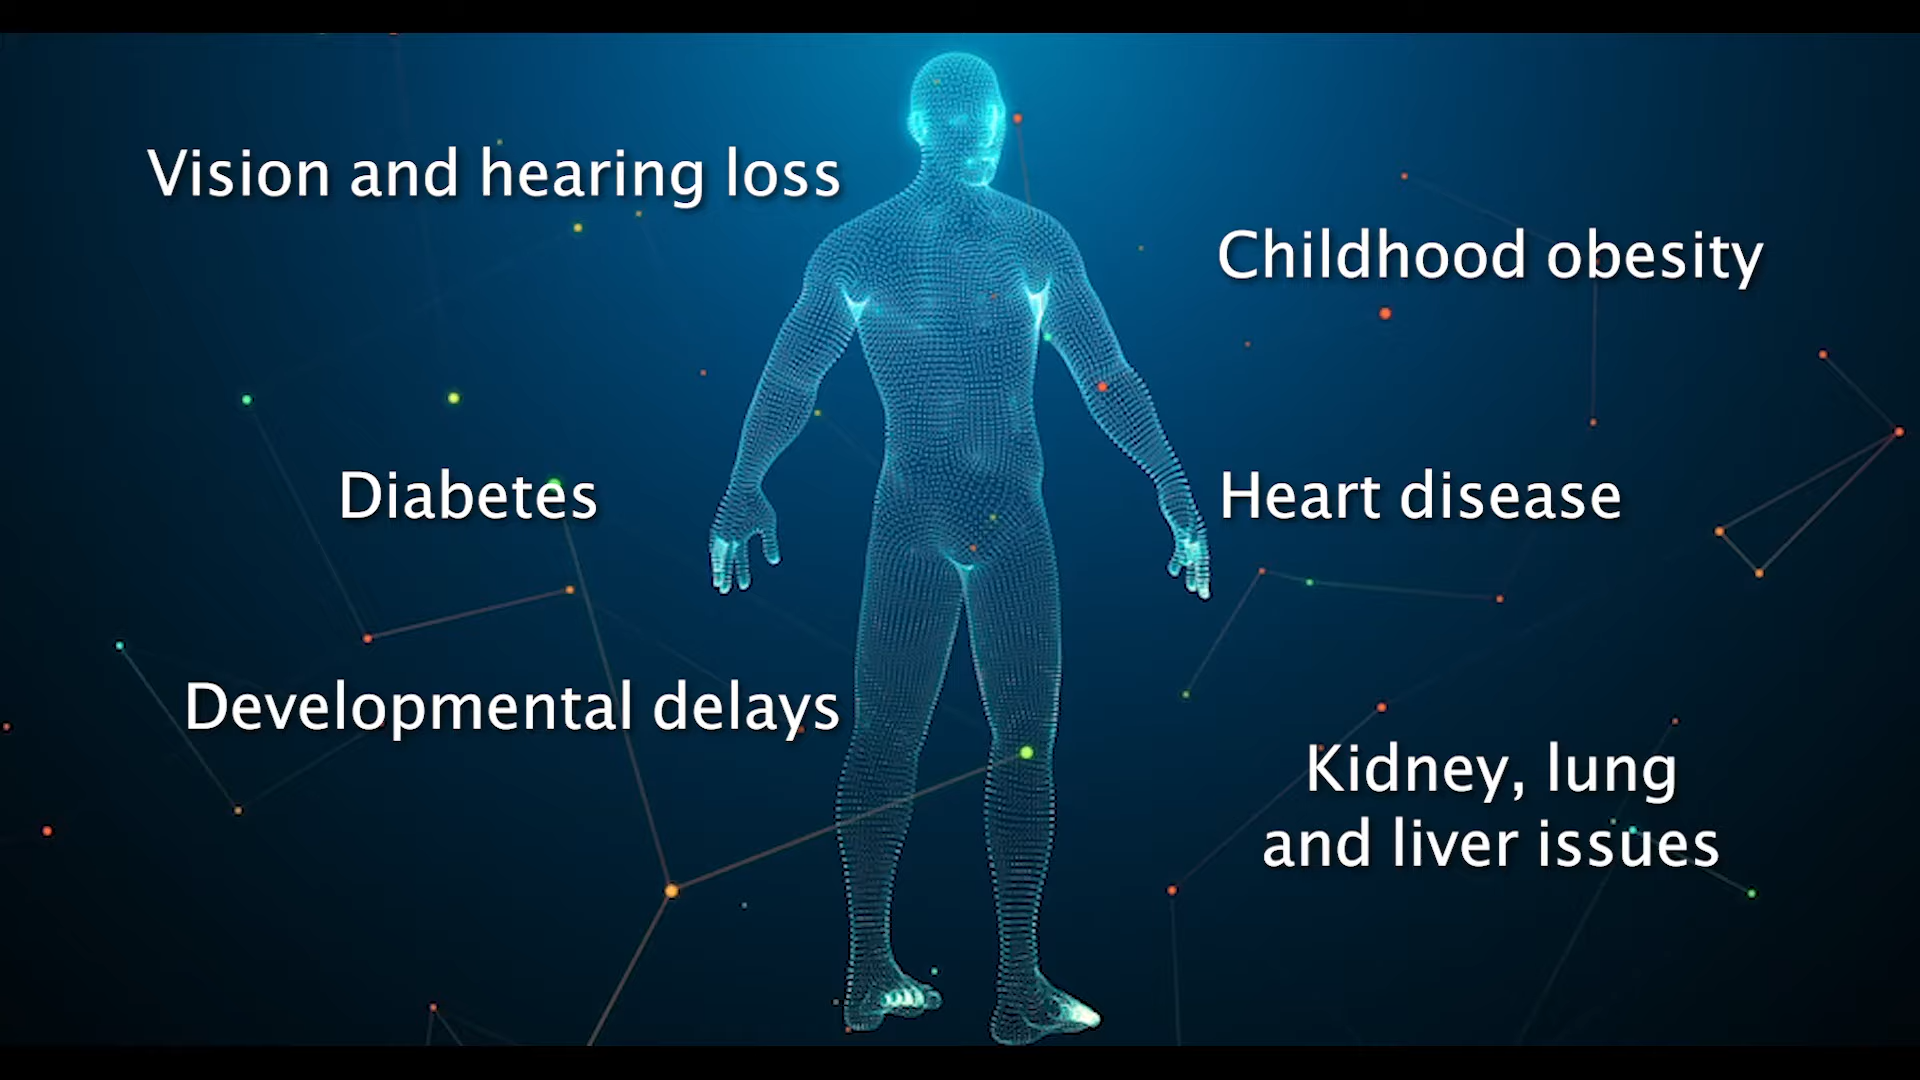 Vision and hearing loss
Childhood obesity
Diabetes
Heart disease
Developmental delays
Kidney, lung
and liver issues